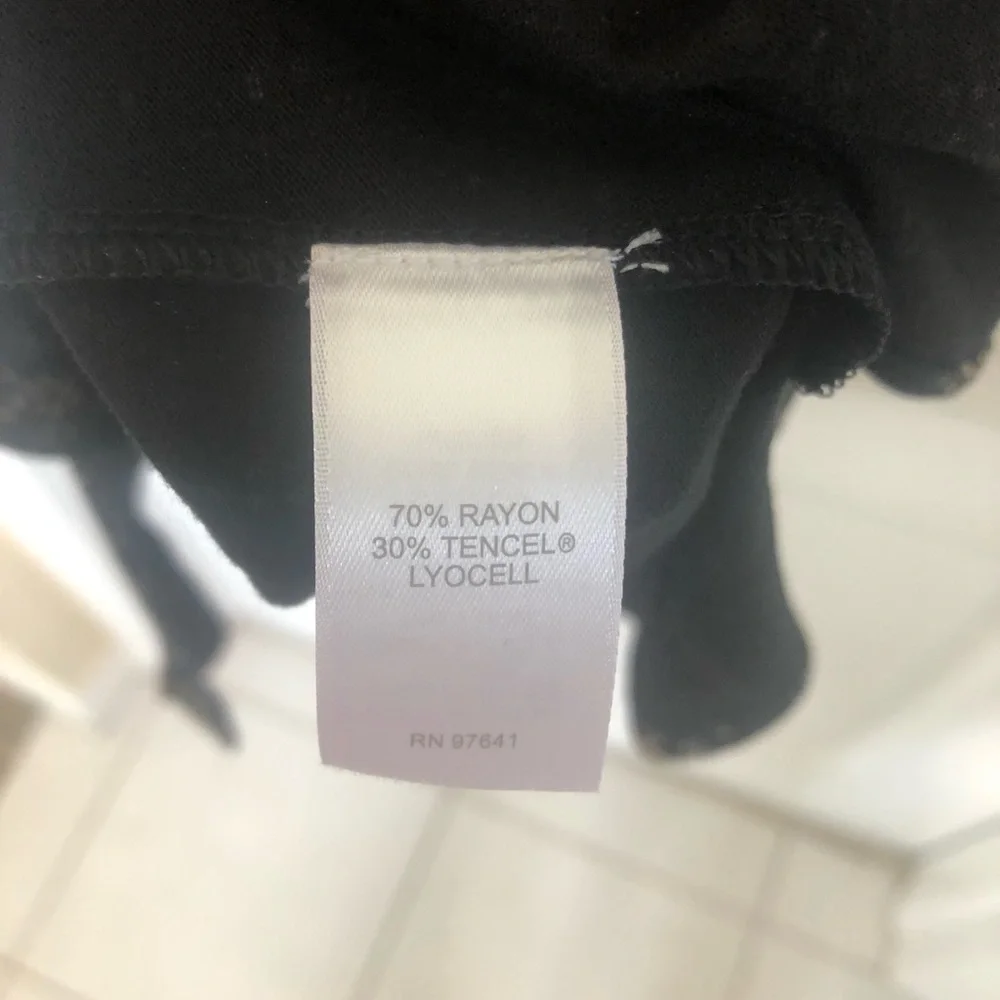 70% RAYON
30% TENCEL®
LYOCELL
RN 97641